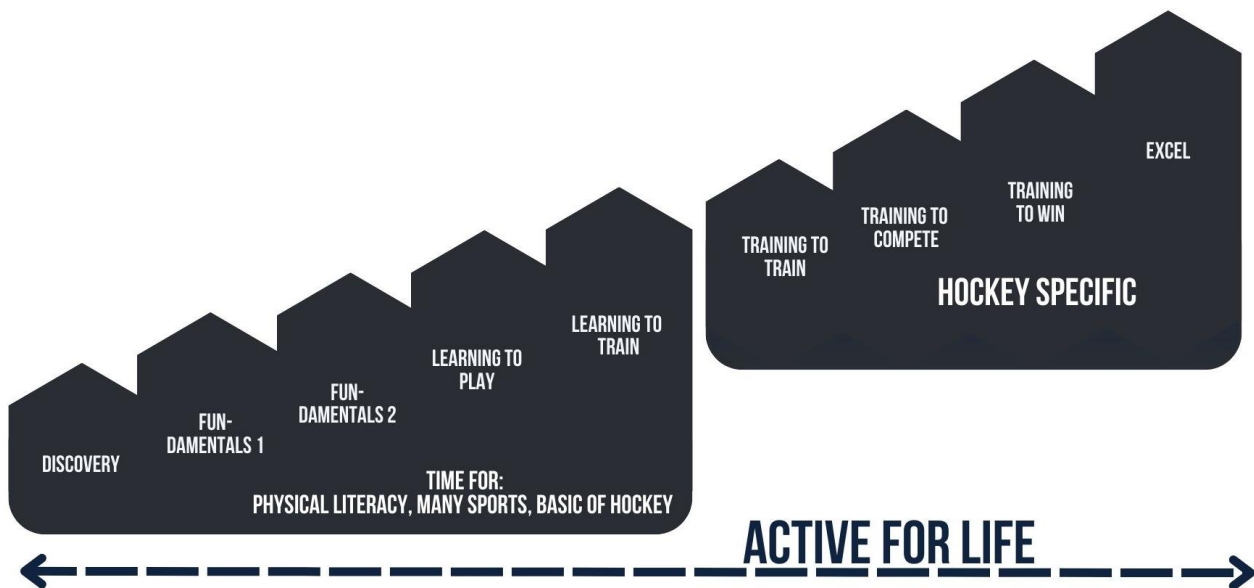 DISCOVERY
FUN-
DAMENTALS 1
FUN-
DAMENTALS 2
LEARNING TO
PLAY
LEARNING TO
TRAIN
TIME FOR:
PHYSICAL LITERACY, MANY SPORTS, BASIC OF HOCKEY
TRAINING TO
TRAIN
TRAINING TO
COMPETE
TRAINING
TO WIN
EXCEL
HOCKEY SPECIFIC
ACTIVE FOR LIFE